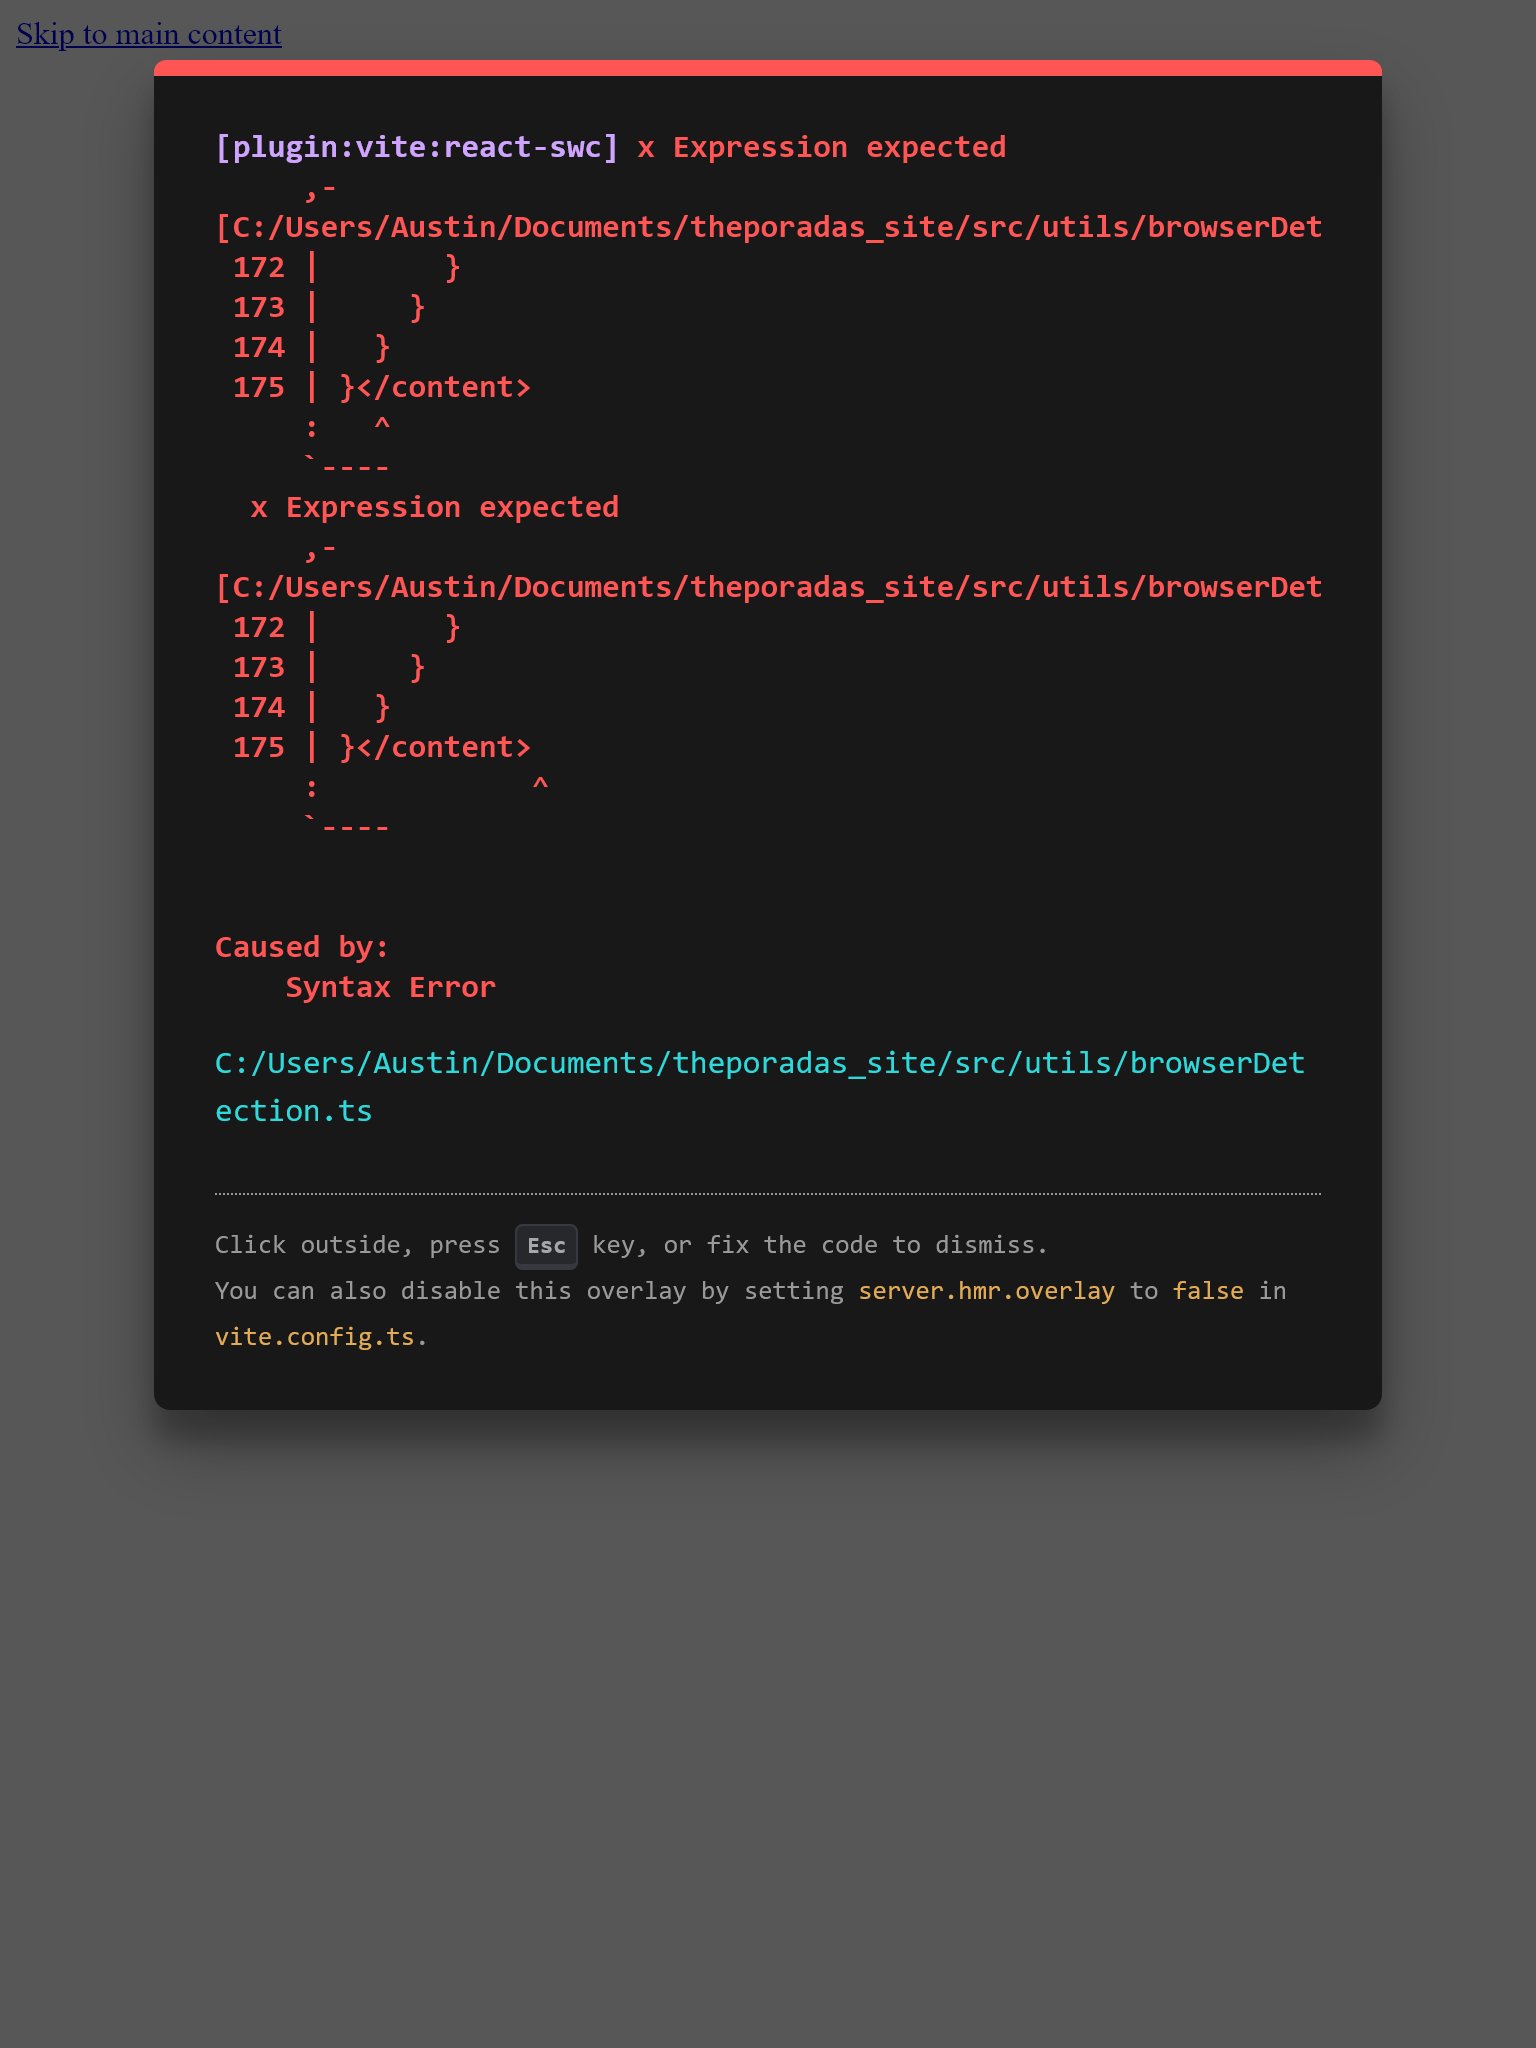 Skip to main content
[plugin:vite:react-swc] x Expression expected
     ,-
[C:/Users/Austin/Documents/theporadas_site/src/utils/browserDet
 172 |       }
 173 |     }
 174 |   }
 175 | }</content>
     :   ^
     `----
  x Expression expected
     ,-
[C:/Users/Austin/Documents/theporadas_site/src/utils/browserDet
 172 |       }
 173 |     }
 174 |   }
 175 | }</content>
     :            ^
     `----
Caused by:
    Syntax Error
C:/Users/Austin/Documents/theporadas_site/src/utils/browserDet
ection.ts
Click outside, press Esc key, or fix the code to dismiss.
You can also disable this overlay by setting server.hmr.overlay to false in
vite.config.ts.